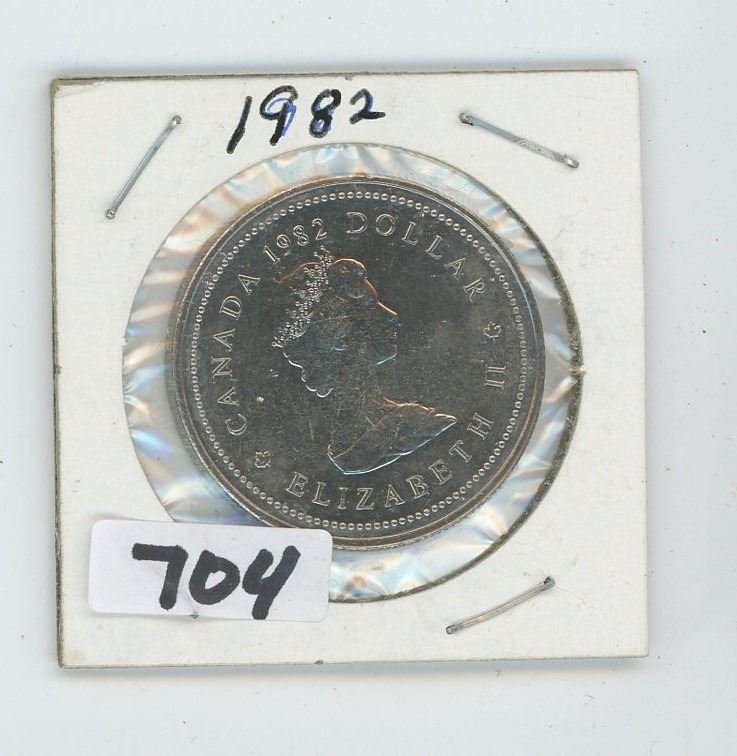 1982
CANADA 1982 DOLLAR
ELIZABETH II
704